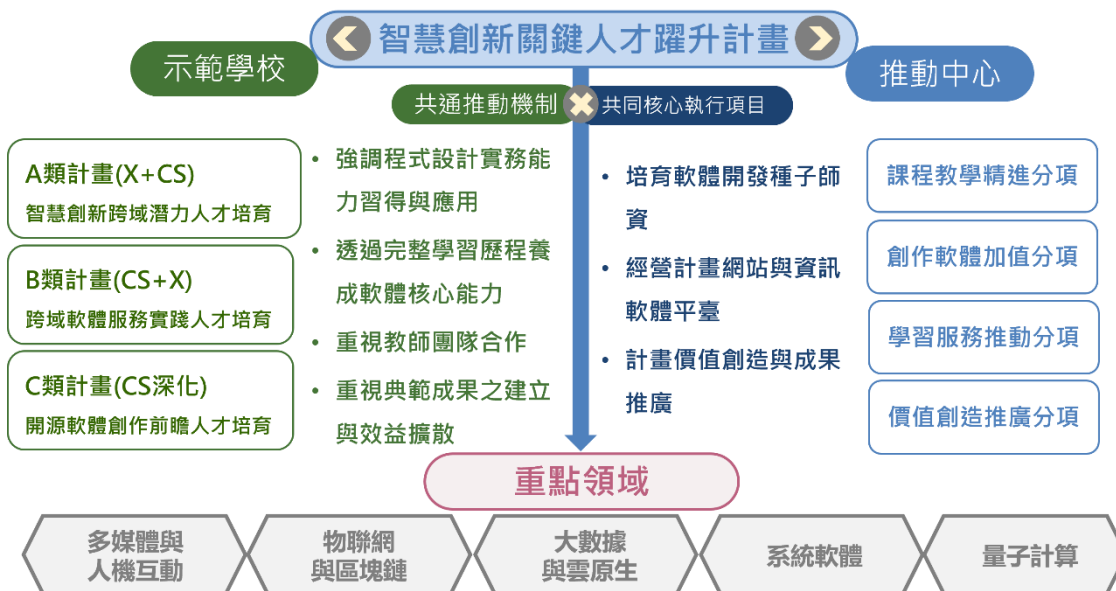 智慧創新關鍵人才躍升計畫
示範學校
推動中心
共通推動機制
共同核心執行項目
A類計畫(X+CS)
智慧創新跨域潛力人才培育
B類計畫(CS+X)
跨域軟體服務實踐人才培育
C類計畫(CS深化)
開源軟體創作前瞻人才培育
• 強調程式設計實務能
力習得與應用
• 透過完整學習歷程養
成軟體核心能力
• 重視教師團隊合作
• 重視典範成果之建立
與效益擴散
• 培育軟體開發種子師
資
• 經營計畫網站與資訊
軟體平臺
• 計畫價值創造與成果
推廣
課程教學精進分項
創作軟體加值分項
學習服務推動分項
價值創造推廣分項
重點領域
多媒體與
人機互動
物聯網
與區塊鏈
大數據
與雲原生
系統軟體
量子計算